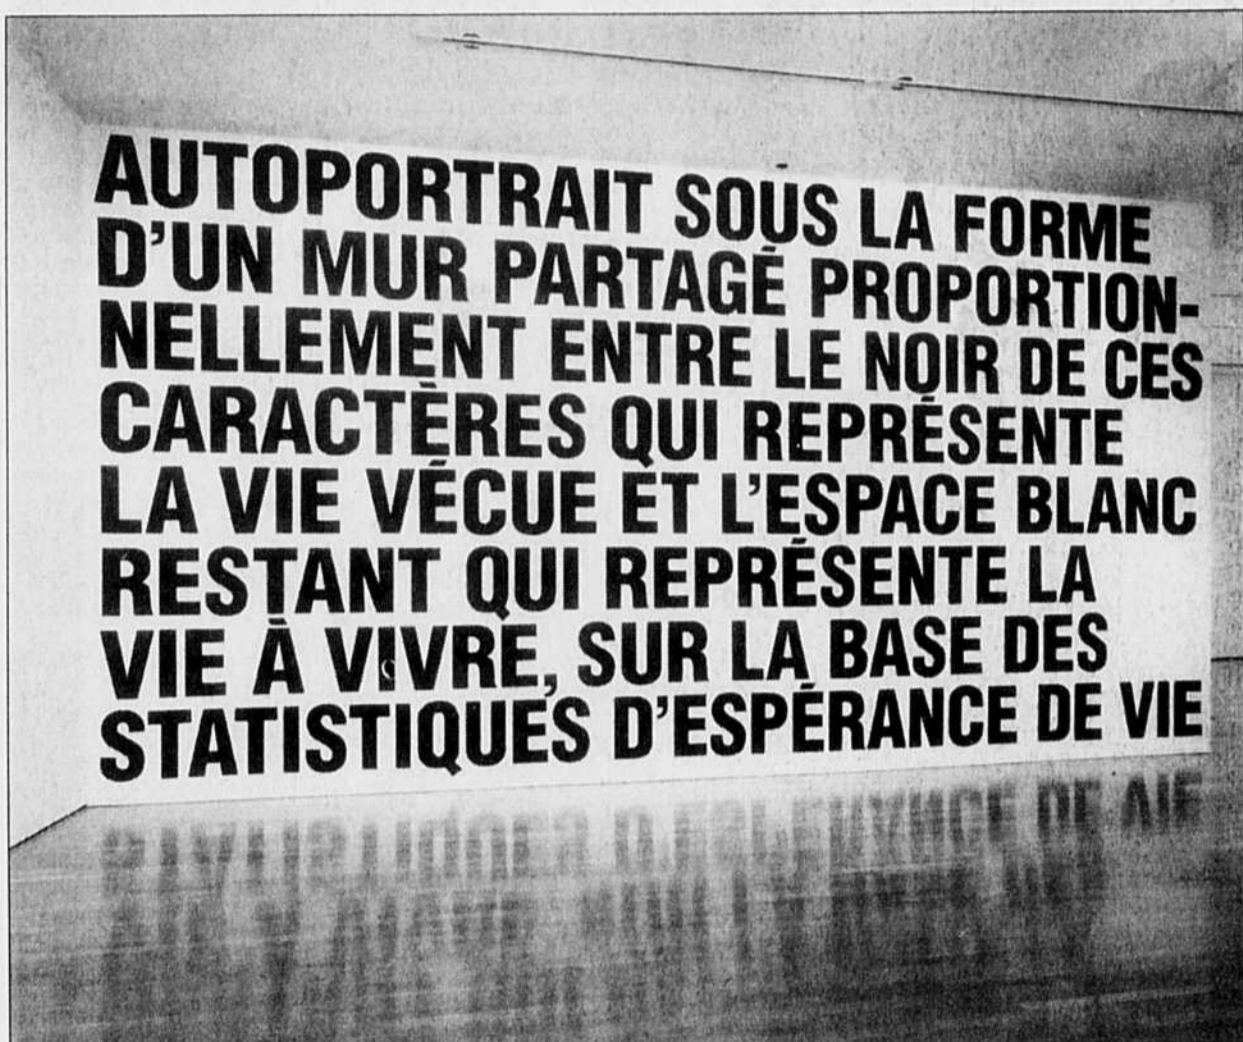 AUTOPORTRAIT SOUS LA FORME
D'UN MUR PARTAGÉ PROPORTION-
NELLEMENT ENTRE LE NOIR DE CES
CARACTÈRES QUI REPRÉSENTE
LA VIE VÉCUE ET L'ESPACE BLANC
RESTANT QUI REPRÉSENTE LA
VIE À VIVRE, SUR LA BASE DES
STATISTIQUES D'ESPÉRANCE DE VIE